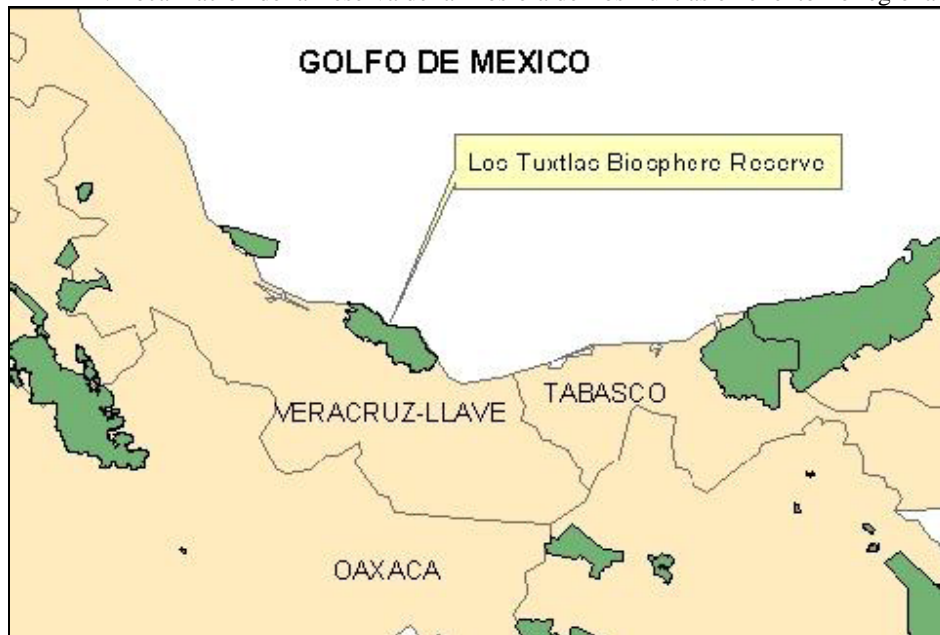 GOLFO DE MEXICO
Los Tuxtlas Biosphere Reserve
VERACRUZ-LLAVE
TABASCO
OAXACA